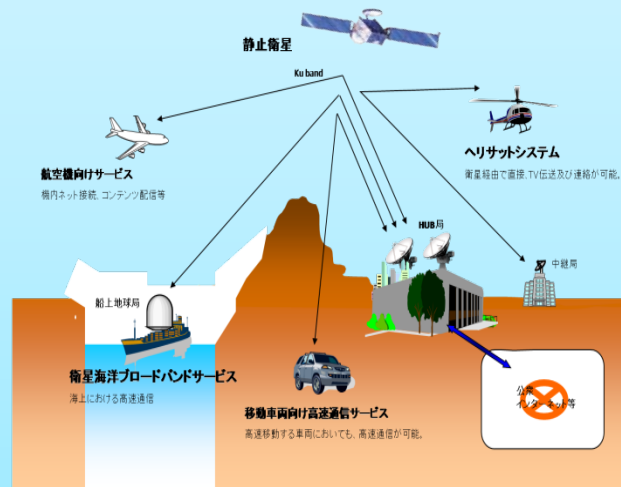 静止衛星
Ku band
航空機向けサービス
機内ネット接続、コンテンツ配信等
ヘリサットシステム
衛星経由で直接、TV伝送及び連絡が可能。
HUB局
中継局
船上地球局
衛星海洋ブロードバンドサービス
海上における高速通信
移動車両向け高速通信サービス
高速移動する車両においても、高速通信が可能。
公衆
インターネット等